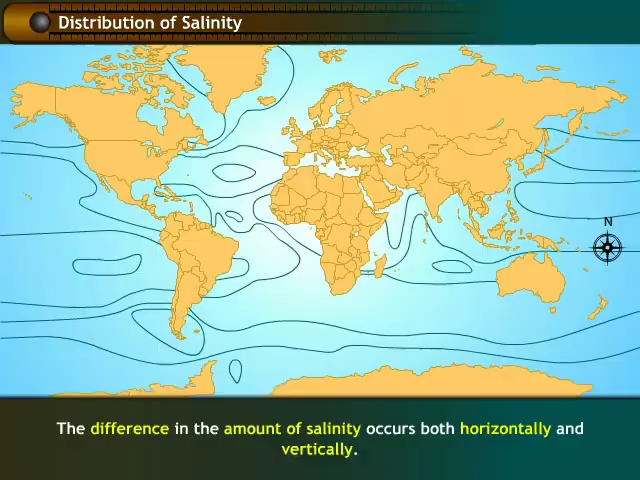 Distribution of Salinity
N
The difference in the amount of salinity occurs both horizontally and
vertically.